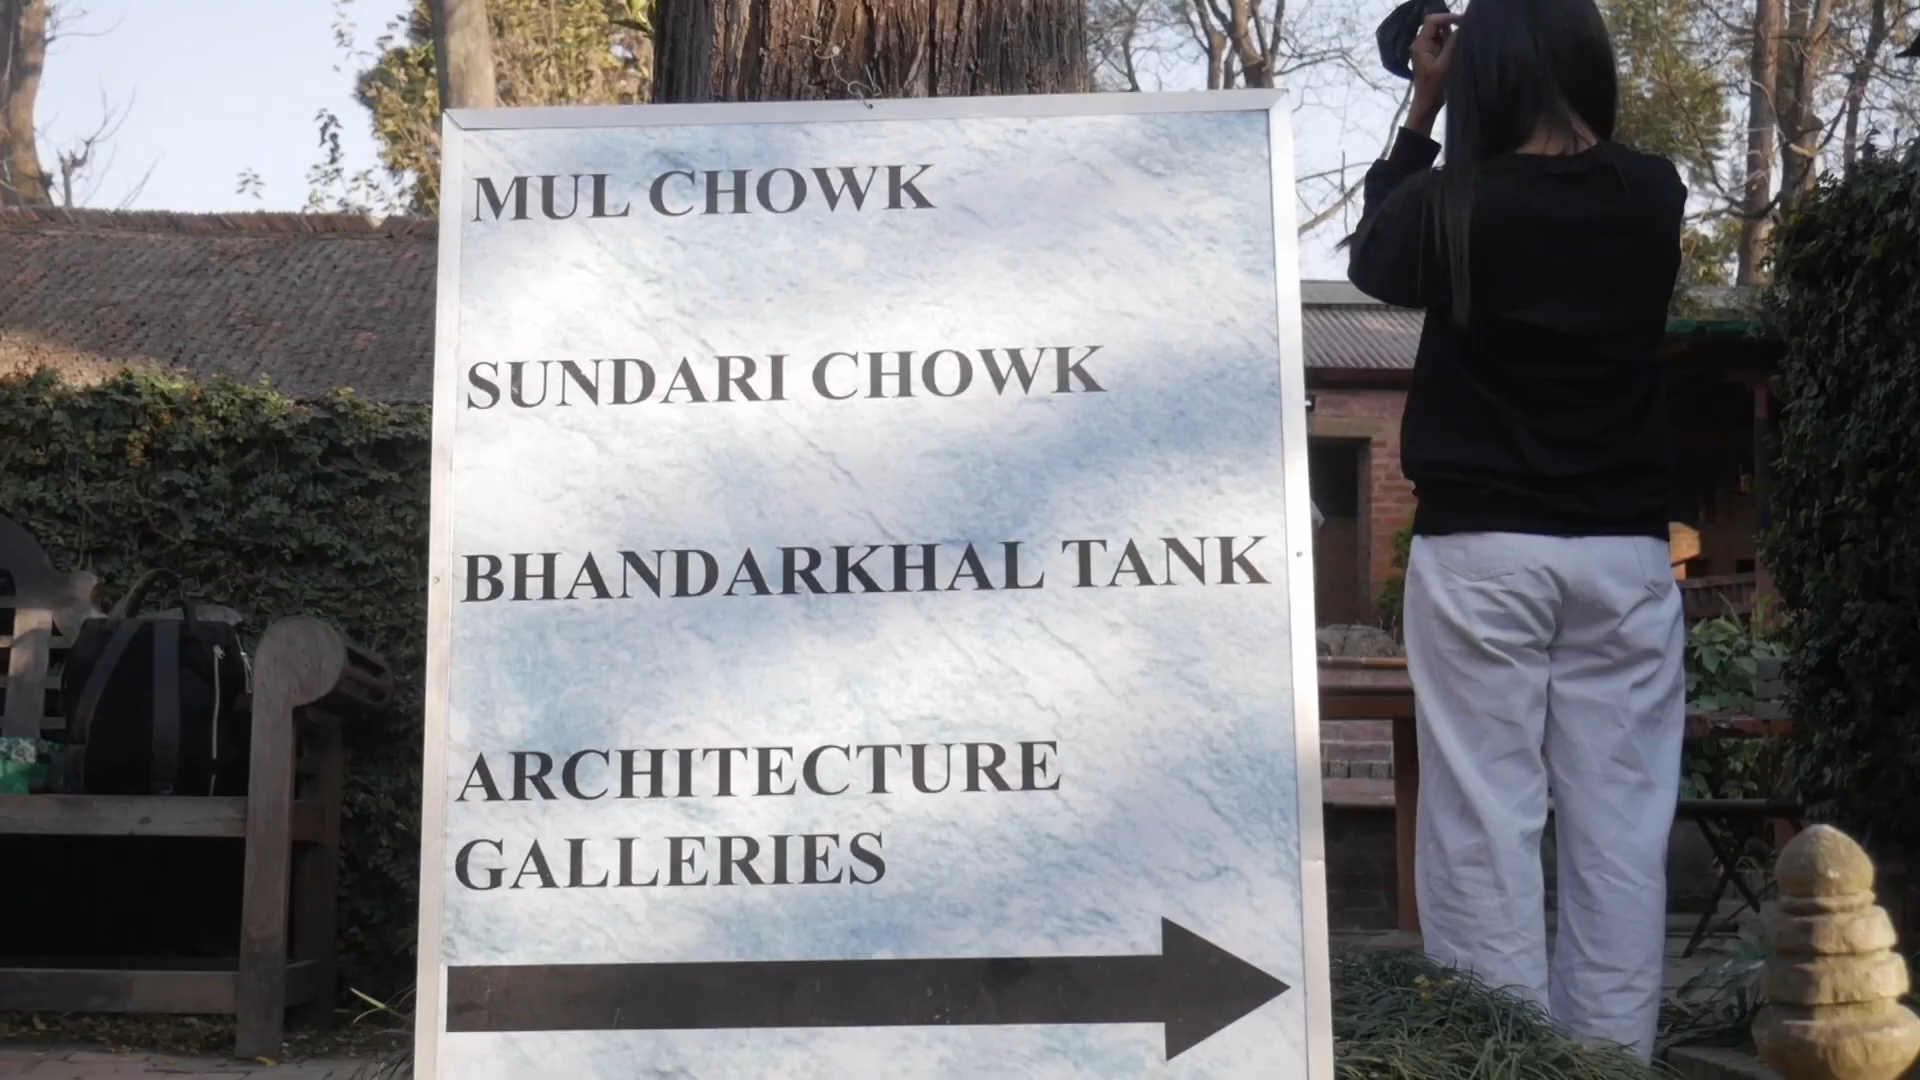 MUL CHOWK
SUNDARI CHOWK
BHANDARKHAL TANK
ARCHITECTURE
GALLERIES